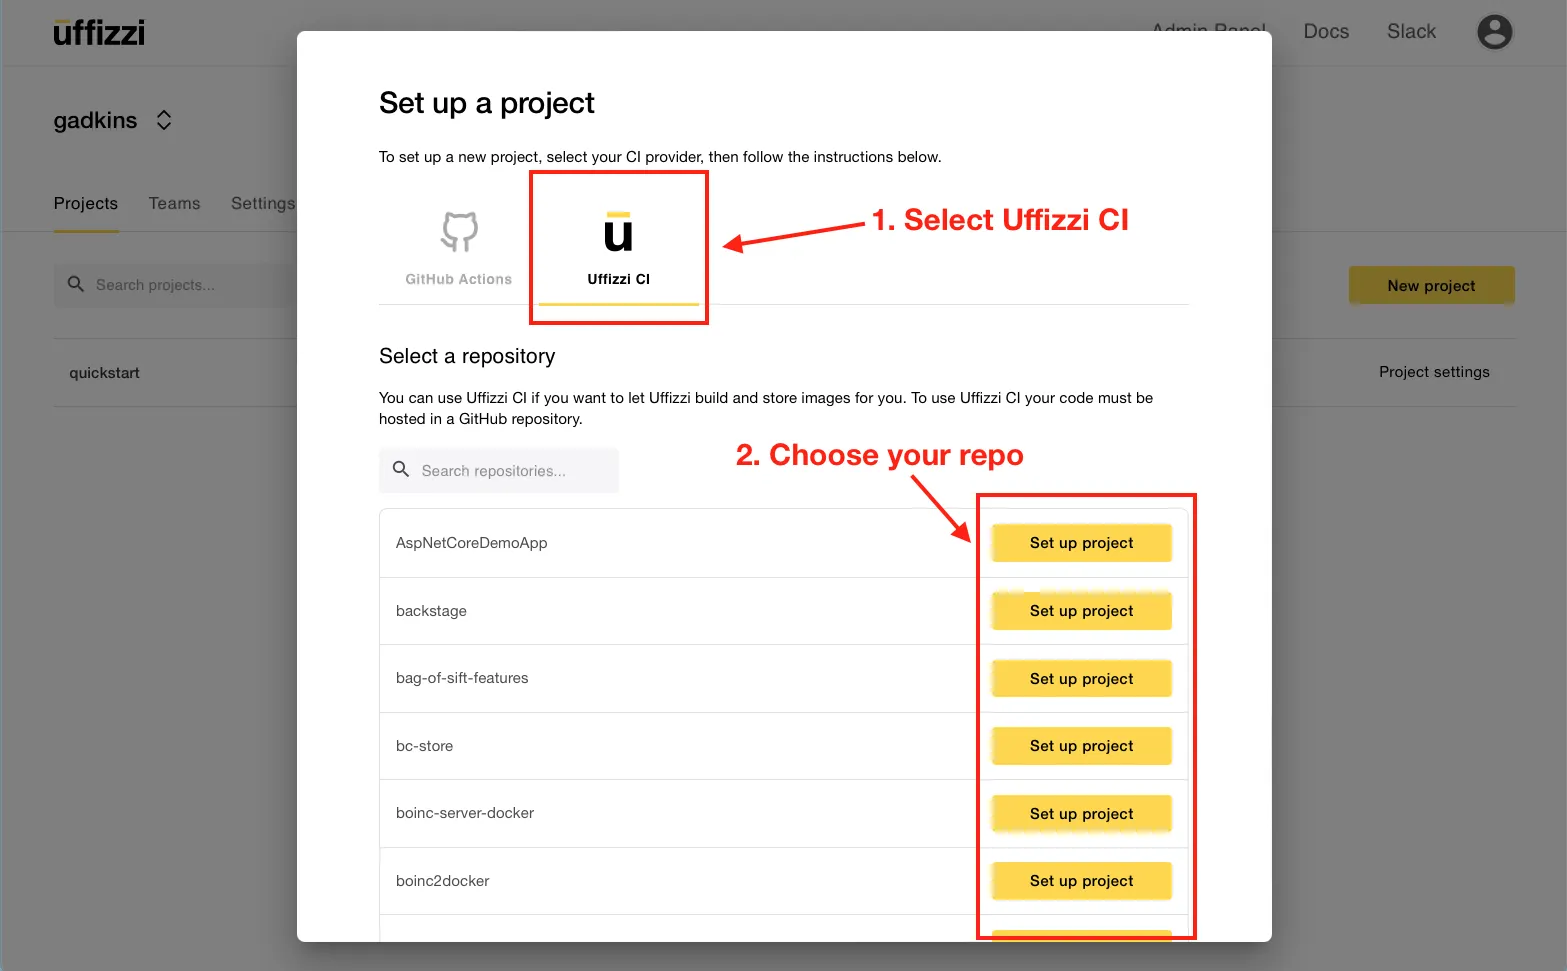 uffizzi
Admin Panel
Docs
Slack
gadkins
Projects
Teams
Settings
Search projects...
New project
quickstart
Project settings
Set up a project
To set up a new project, select your CI provider, then follow the instructions below.
GitHub Actions
u
Uffizzi CI
1. Select Uffizzi CI
Select a repository
You can use Uffizzi CI if you want to let Uffizzi build and store images for you. To use Uffizzi CI your code must be
hosted in a GitHub repository.
2. Choose your repo
Search repositories...
AspNetCoreDemoApp
Set up project
backstage
Set up project
bag-of-sift-features
Set up project
bc-store
Set up project
boinc-server-docker
Set up project
boinc2docker
Set up project